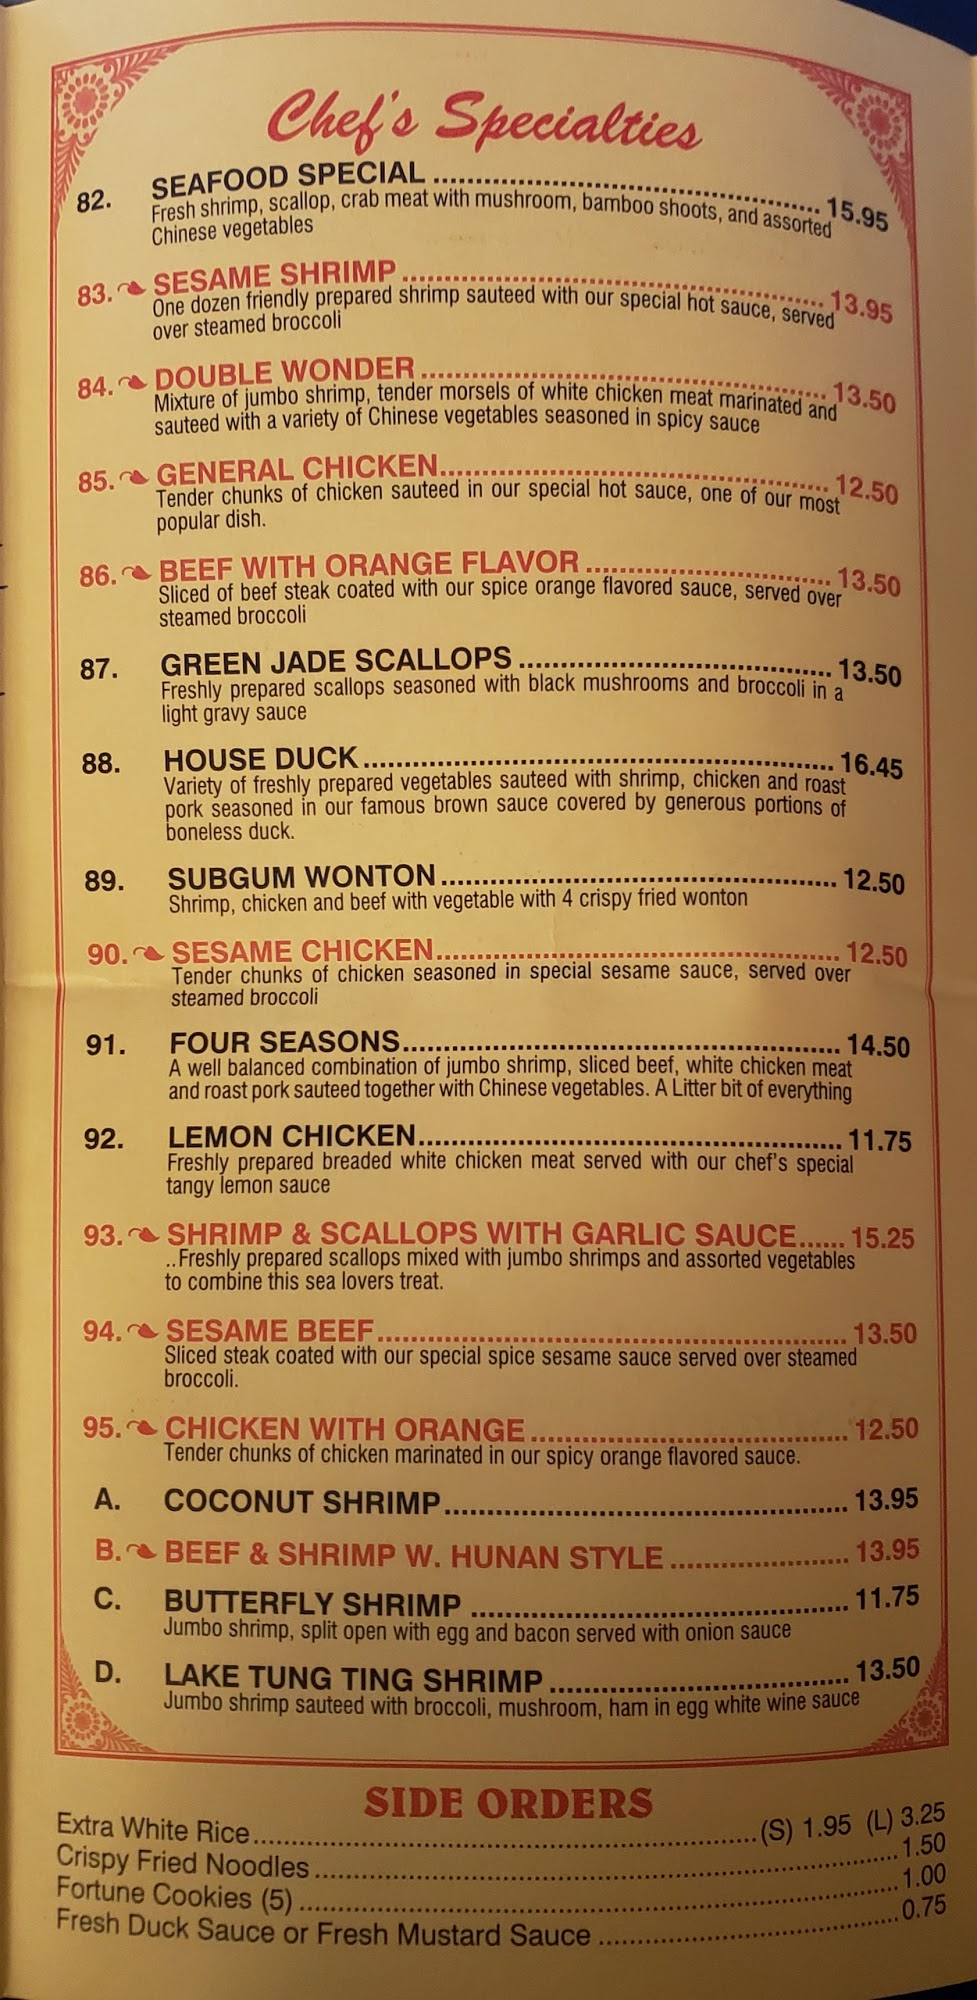 Chef's Specialties
82. SEAFOOD SPECIAL ........ 15.95
Fresh shrimp, scallop, crab meat with mushroom, bamboo shoots, and assorted
Chinese vegetables
83. SESAME SHRIMP ........ 13.95
One dozen friendly prepared shrimp sauteed with our special hot sauce, served
over steamed broccoli
84. DOUBLE WONDER ........ 13.50
Mixture of jumbo shrimp, tender morsels of white chicken meat marinated and
sauteed with a variety of Chinese vegetables seasoned in spicy sauce
85. GENERAL CHICKEN ........ 12.50
Tender chunks of chicken sauteed in our special hot sauce, one of our most
popular dish.
86. BEEF WITH ORANGE FLAVOR ........ 13.50
Sliced of beef steak coated with our spice orange flavored sauce, served over
steamed broccoli
87. GREEN JADE SCALLOPS ........ 13.50
Freshly prepared scallops seasoned with black mushrooms and broccoli in a
light gravy sauce
88. HOUSE DUCK ........ 16.45
Variety of freshly prepared vegetables sauteed with shrimp, chicken and roast
pork seasoned in our famous brown sauce covered by generous portions of
boneless duck.
89. SUBGUM WONTON ........ 12.50
Shrimp, chicken and beef with vegetable with 4 crispy fried wonton
90. SESAME CHICKEN ........ 12.50
Tender chunks of chicken seasoned in special sesame sauce, served over
steamed broccoli
91. FOUR SEASONS ........ 14.50
A well balanced combination of jumbo shrimp, sliced beef, white chicken meat
and roast pork sauteed together with Chinese vegetables. A Litter bit of everything
92. LEMON CHICKEN ........ 11.75
Freshly prepared breaded white chicken meat served with our chef's special
tangy lemon sauce
93. SHRIMP & SCALLOPS WITH GARLIC SAUCE ...... 15.25
..Freshly prepared scallops mixed with jumbo shrimps and assorted vegetables
to combine this sea lovers treat.
94. SESAME BEEF ........ 13.50
Sliced steak coated with our special spice sesame sauce served over steamed
broccoli.
95. CHICKEN WITH ORANGE ........ 12.50
Tender chunks of chicken marinated in our spicy orange flavored sauce.
A. COCONUT SHRIMP ........ 13.95
B. BEEF & SHRIMP W. HUNAN STYLE ........ 13.95
C. BUTTERFLY SHRIMP ........ 11.75
Jumbo shrimp, split open with egg and bacon served with onion sauce
D. LAKE TUNG TING SHRIMP ........ 13.50
Jumbo shrimp sauteed with broccoli, mushroom, ham in egg white wine sauce
SIDE ORDERS
Extra White Rice ........ (S) 1.95 (L) 3.25
Crispy Fried Noodles ........ 1.50
Fortune Cookies (5) ........ 1.00
Fresh Duck Sauce or Fresh Mustard Sauce ........ 0.75